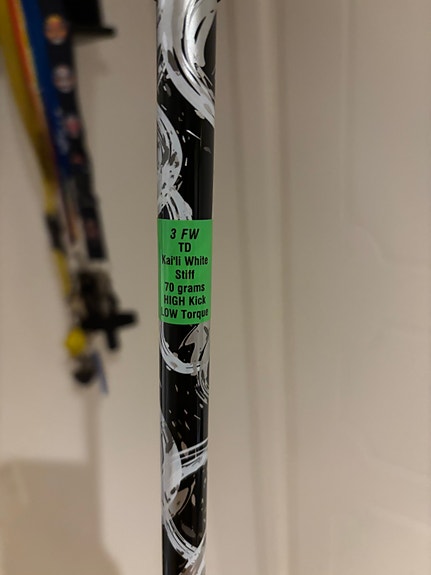 3 FW
TD
Kai'li White
Stiff
70 grams
HIGH Kick
LOW Torque